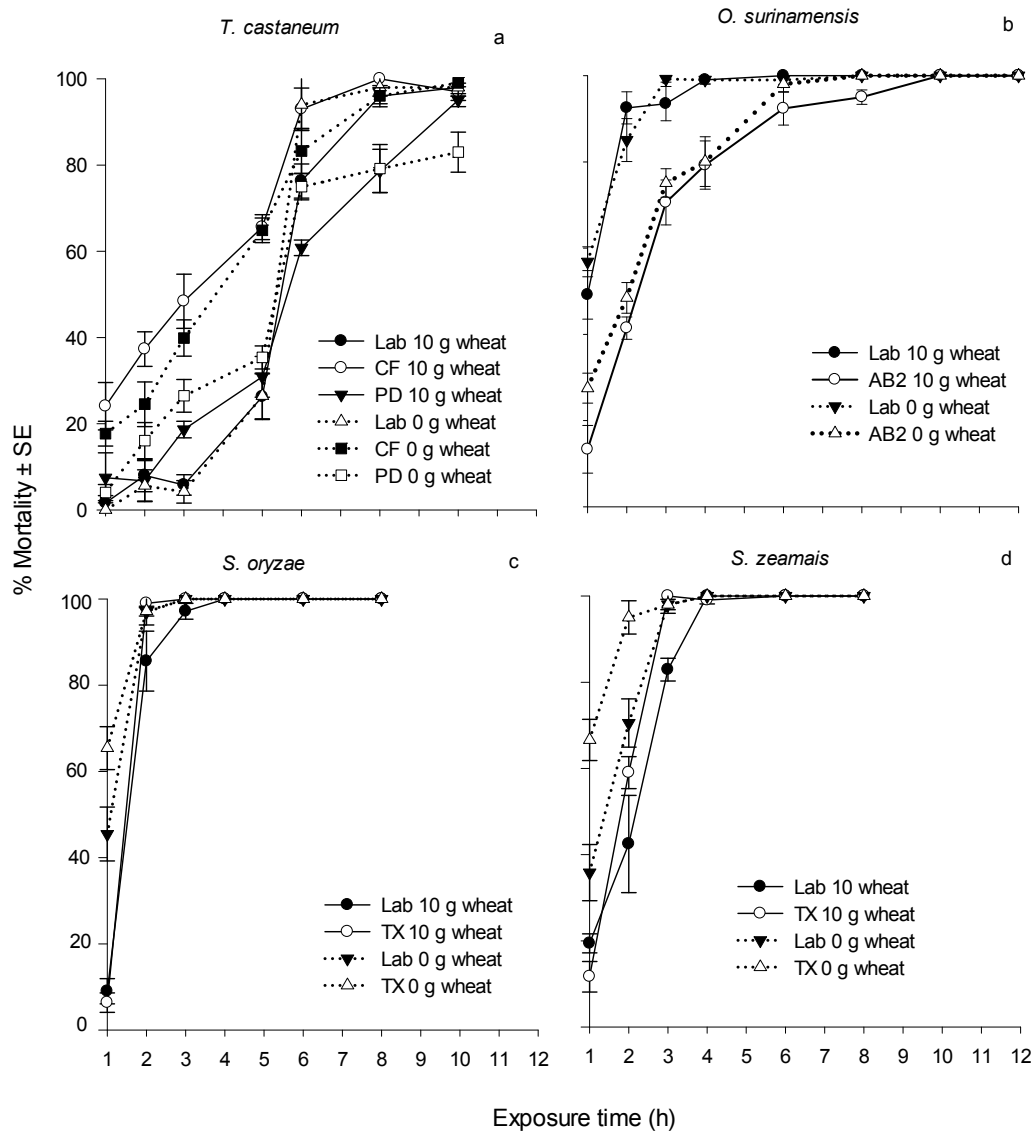 T. castaneum
a
100
80
60
40
20
0
Lab 10 g wheat
CF 10 g wheat
PD 10 g wheat
Lab 0 g wheat
CF 0 g wheat
PD 0 g wheat
O. surinamensis
b
Lab 10 g wheat
AB2 10 g wheat
Lab 0 g wheat
AB2 0 g wheat
% Mortality ± SE
S. oryzae
c
100
80
60
40
20
0
Lab 10 g wheat
TX 10 g wheat
Lab 0 g wheat
TX 0 g wheat
1 2 3 4 5 6 8 10 11 12
S. zeamais
d
Lab 10 wheat
TX 10 g wheat
Lab 0 g wheat
TX 0 g wheat
1 2 3 4 5 6 8 10 11 12
Exposure time (h)